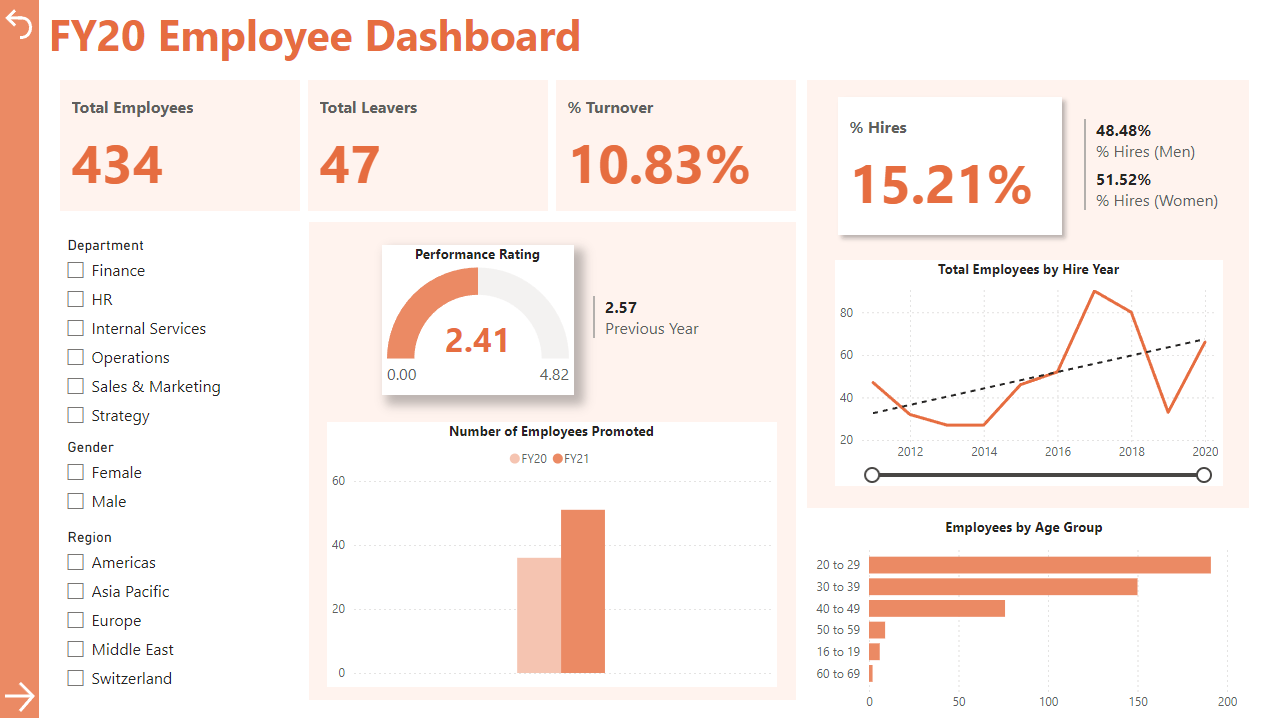 FY20 Employee Dashboard
Total Employees
434
Total Leavers
47
% Turnover
10.83%
% Hires
15.21%
48.48%
% Hires (Men)
51.52%
% Hires (Women)
Department
Finance
HR
Internal Services
Operations
Sales & Marketing
Strategy
Gender
Female
Male
Region
Americas
Asia Pacific
Europe
Middle East
Switzerland
Performance Rating
2.41
0.00 4.82
2.57
Previous Year
Number of Employees Promoted
FY20 FY21
60
40
20
0
Total Employees by Hire Year
80
60
40
20
2012 2014 2016 2018 2020
Employees by Age Group
20 to 29
30 to 39
40 to 49
50 to 59
16 to 19
60 to 69
0 50 100 150 200